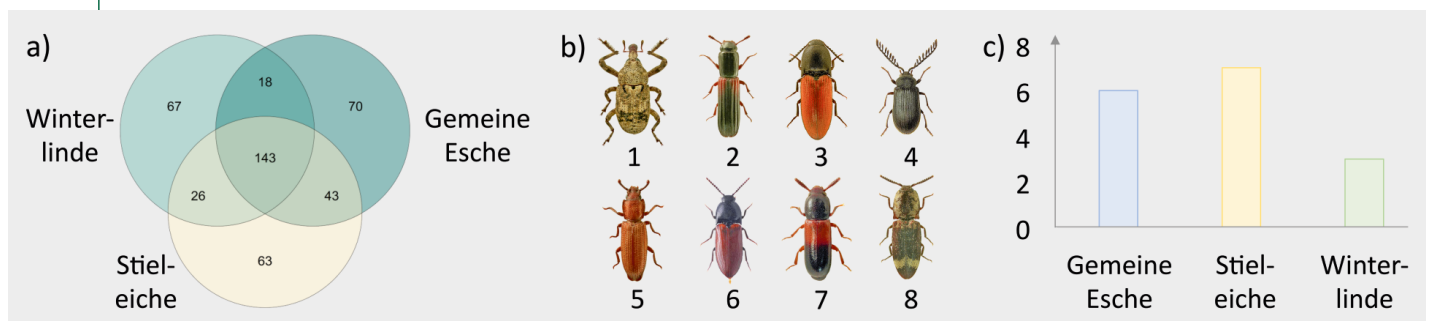 a)
Winter-
linde
67
18
70
Gemeine
Esche
143
26
43
63
Stiel-
eiche
b)
1 2 3 4
5 6 7 8
c)
8
6
4
2
0
Gemeine
Esche
Stiel-
eiche
Winter-
linde